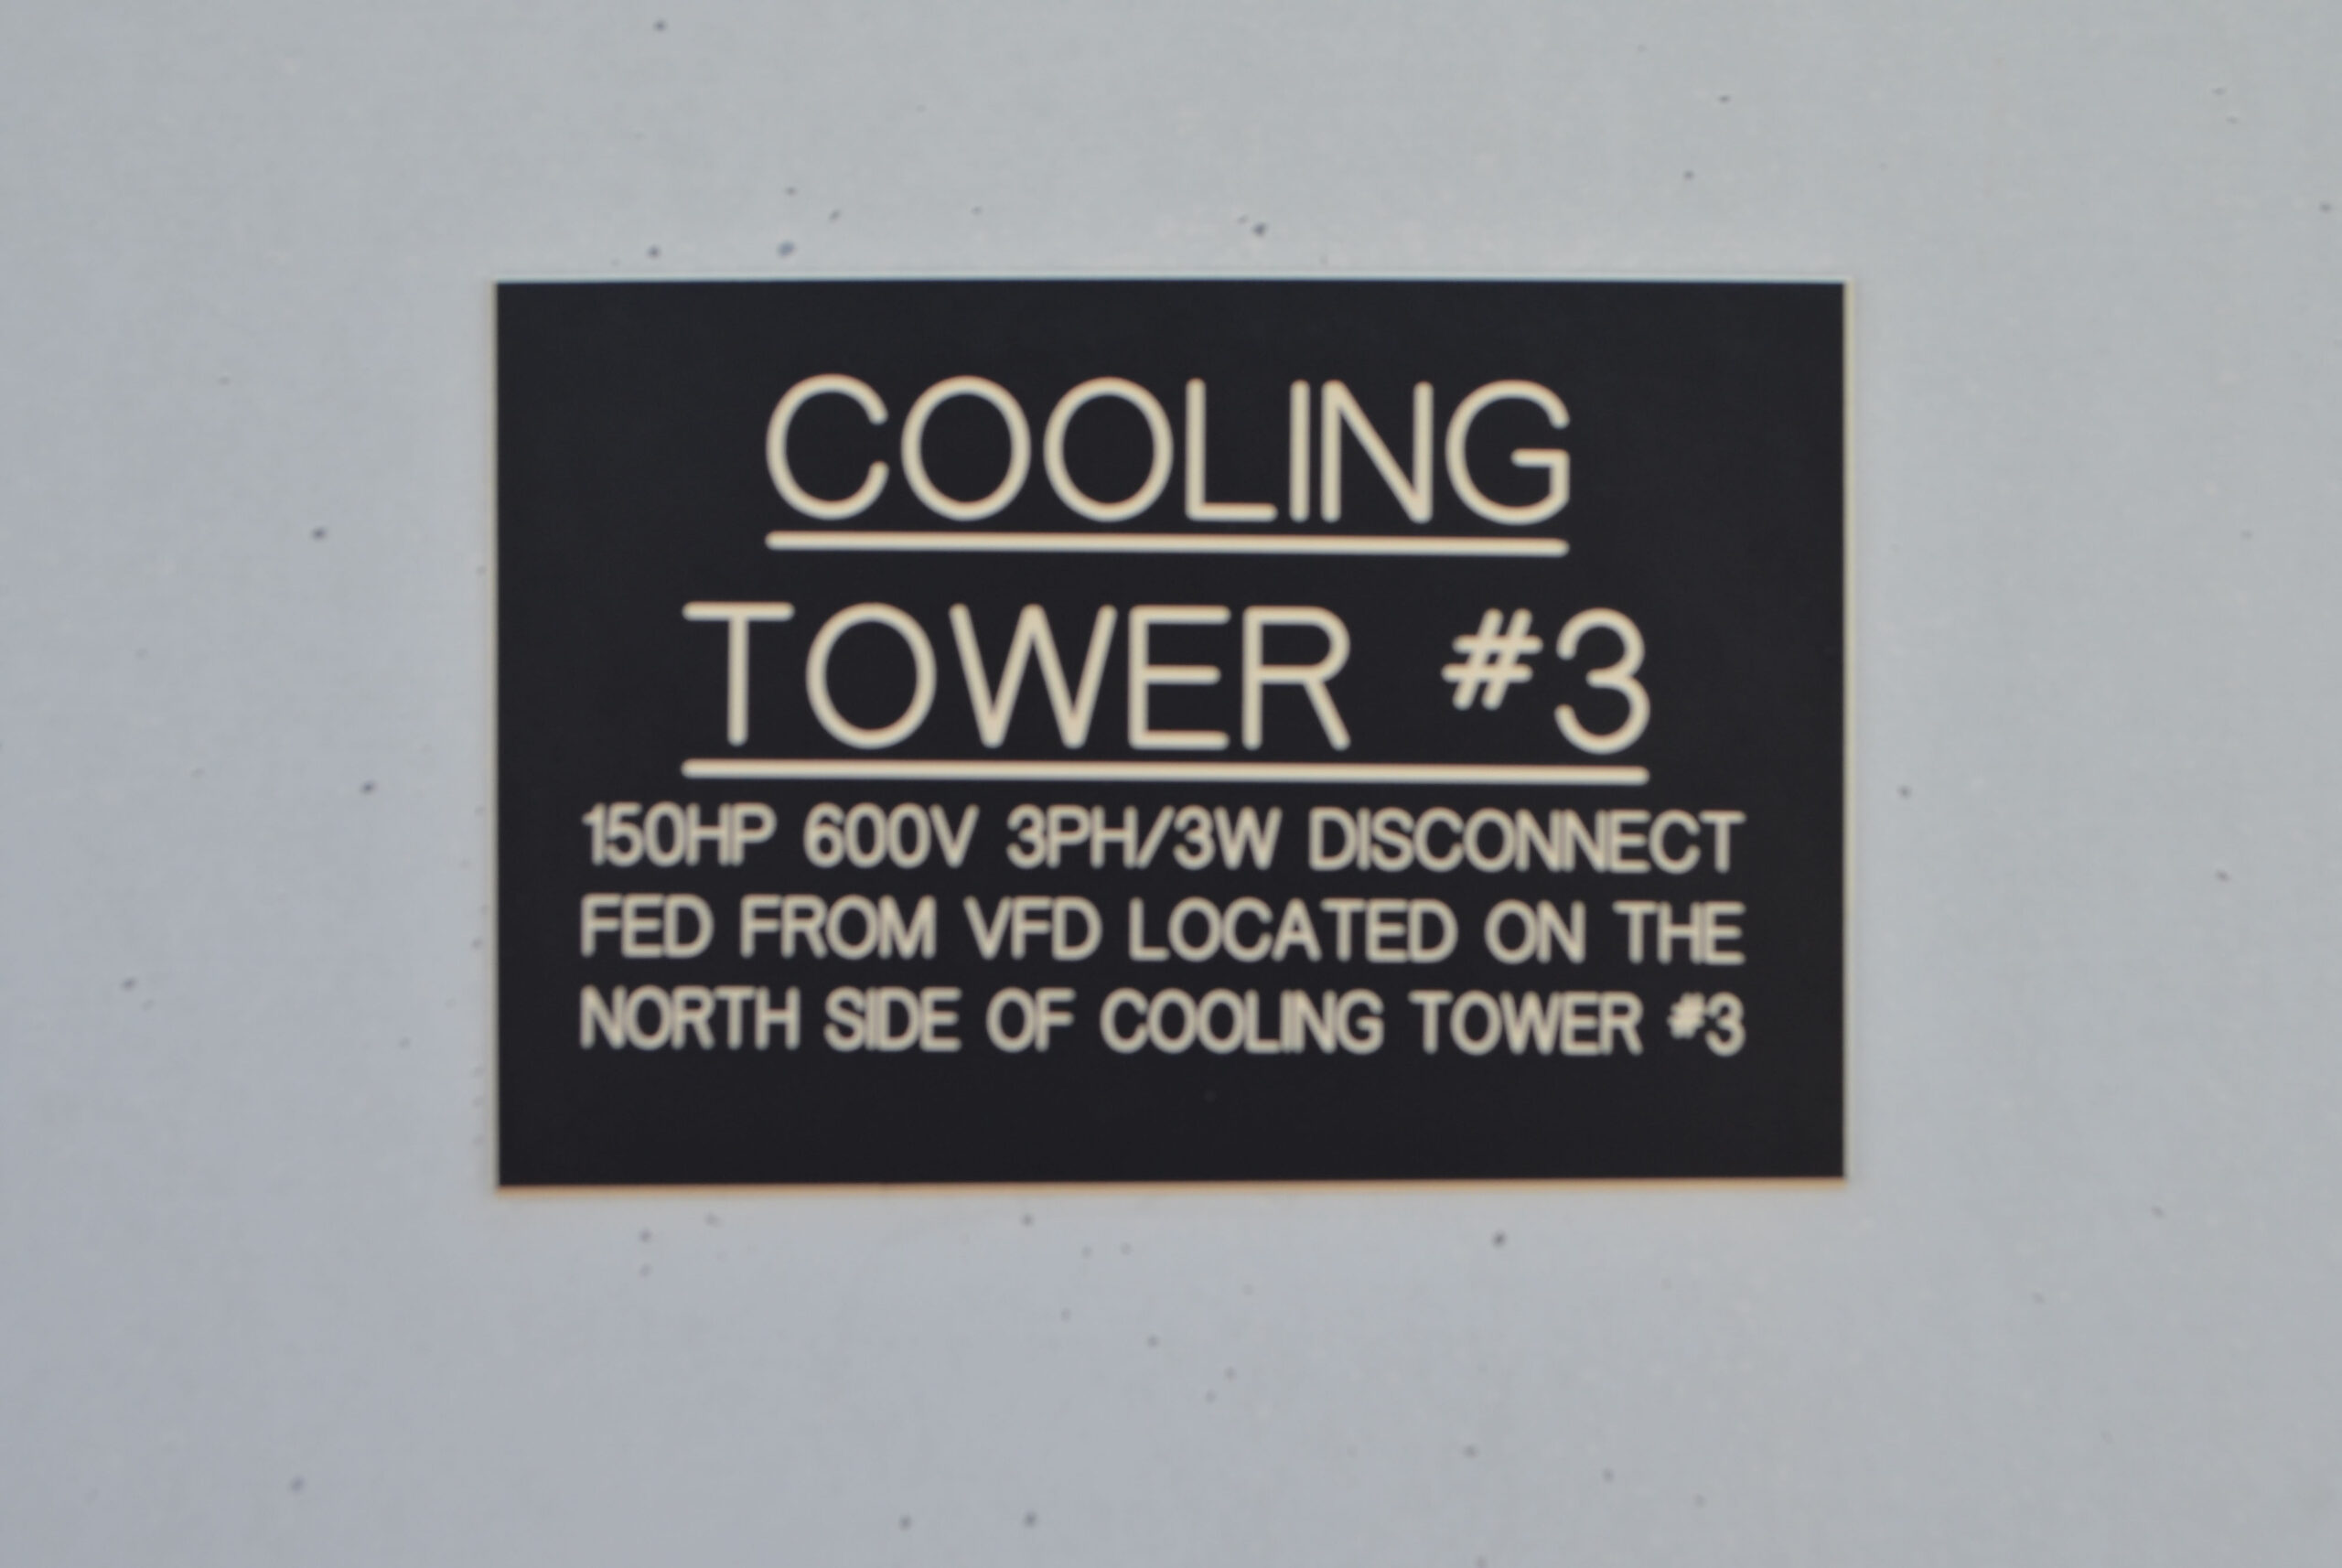 COOLING
TOWER #3
150HP 600V 3PH/3W DISCONNECT
FED FROM VFD LOCATED ON THE
NORTH SIDE OF COOLING TOWER #3